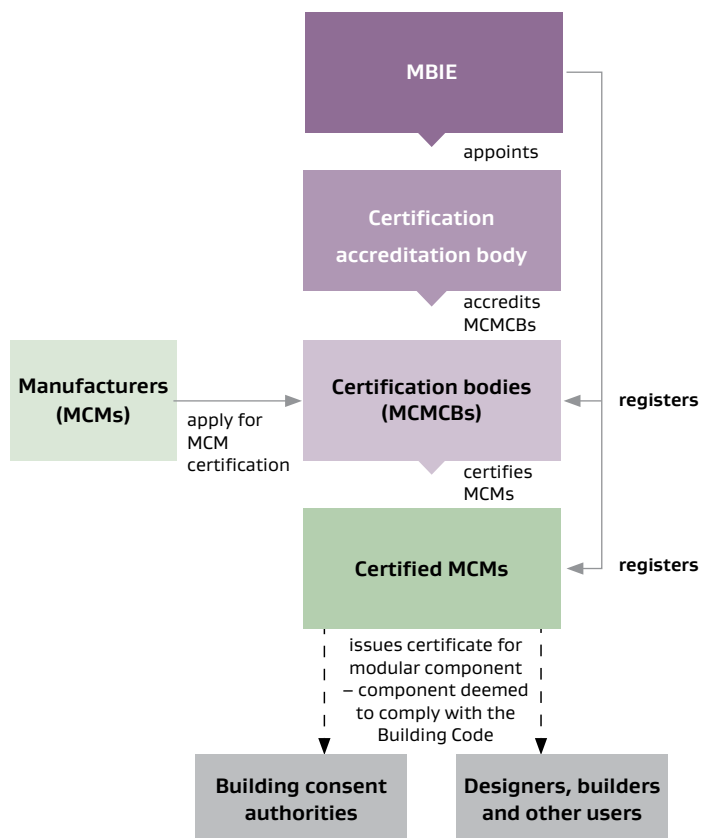 MBIE
appoints
Certification
accreditation body
accredits
MCMCBs
Manufacturers
(MCMs)
apply for
MCM
certification
Certification bodies
(MCMCBs)
registers
certifies
MCMs
Certified MCMs
registers
issues certificate for
modular component
– component deemed
to comply with the
Building Code
Building consent
authorities
Designers, builders
and other users